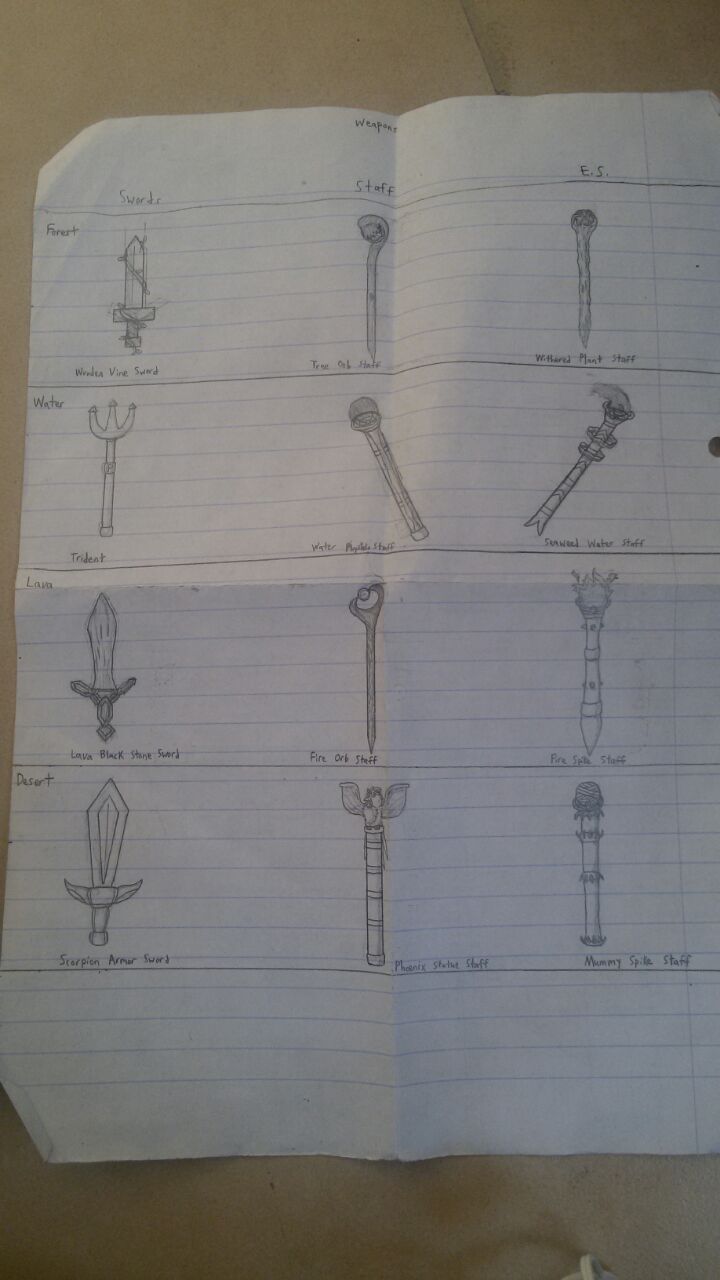 Weapons
Swords Staff E.S.
Forest
Wooden Vine Sword Tree Orb Staff Withered Plant Staff
Water
Trident Water Staff Seaweed Water Staff
Lava
Lava Black Stone Sword Fire Orb Staff Fire Spike Staff
Desert
Scorpion Armor Sword Phoenix Statue Staff Mummy Spike Staff